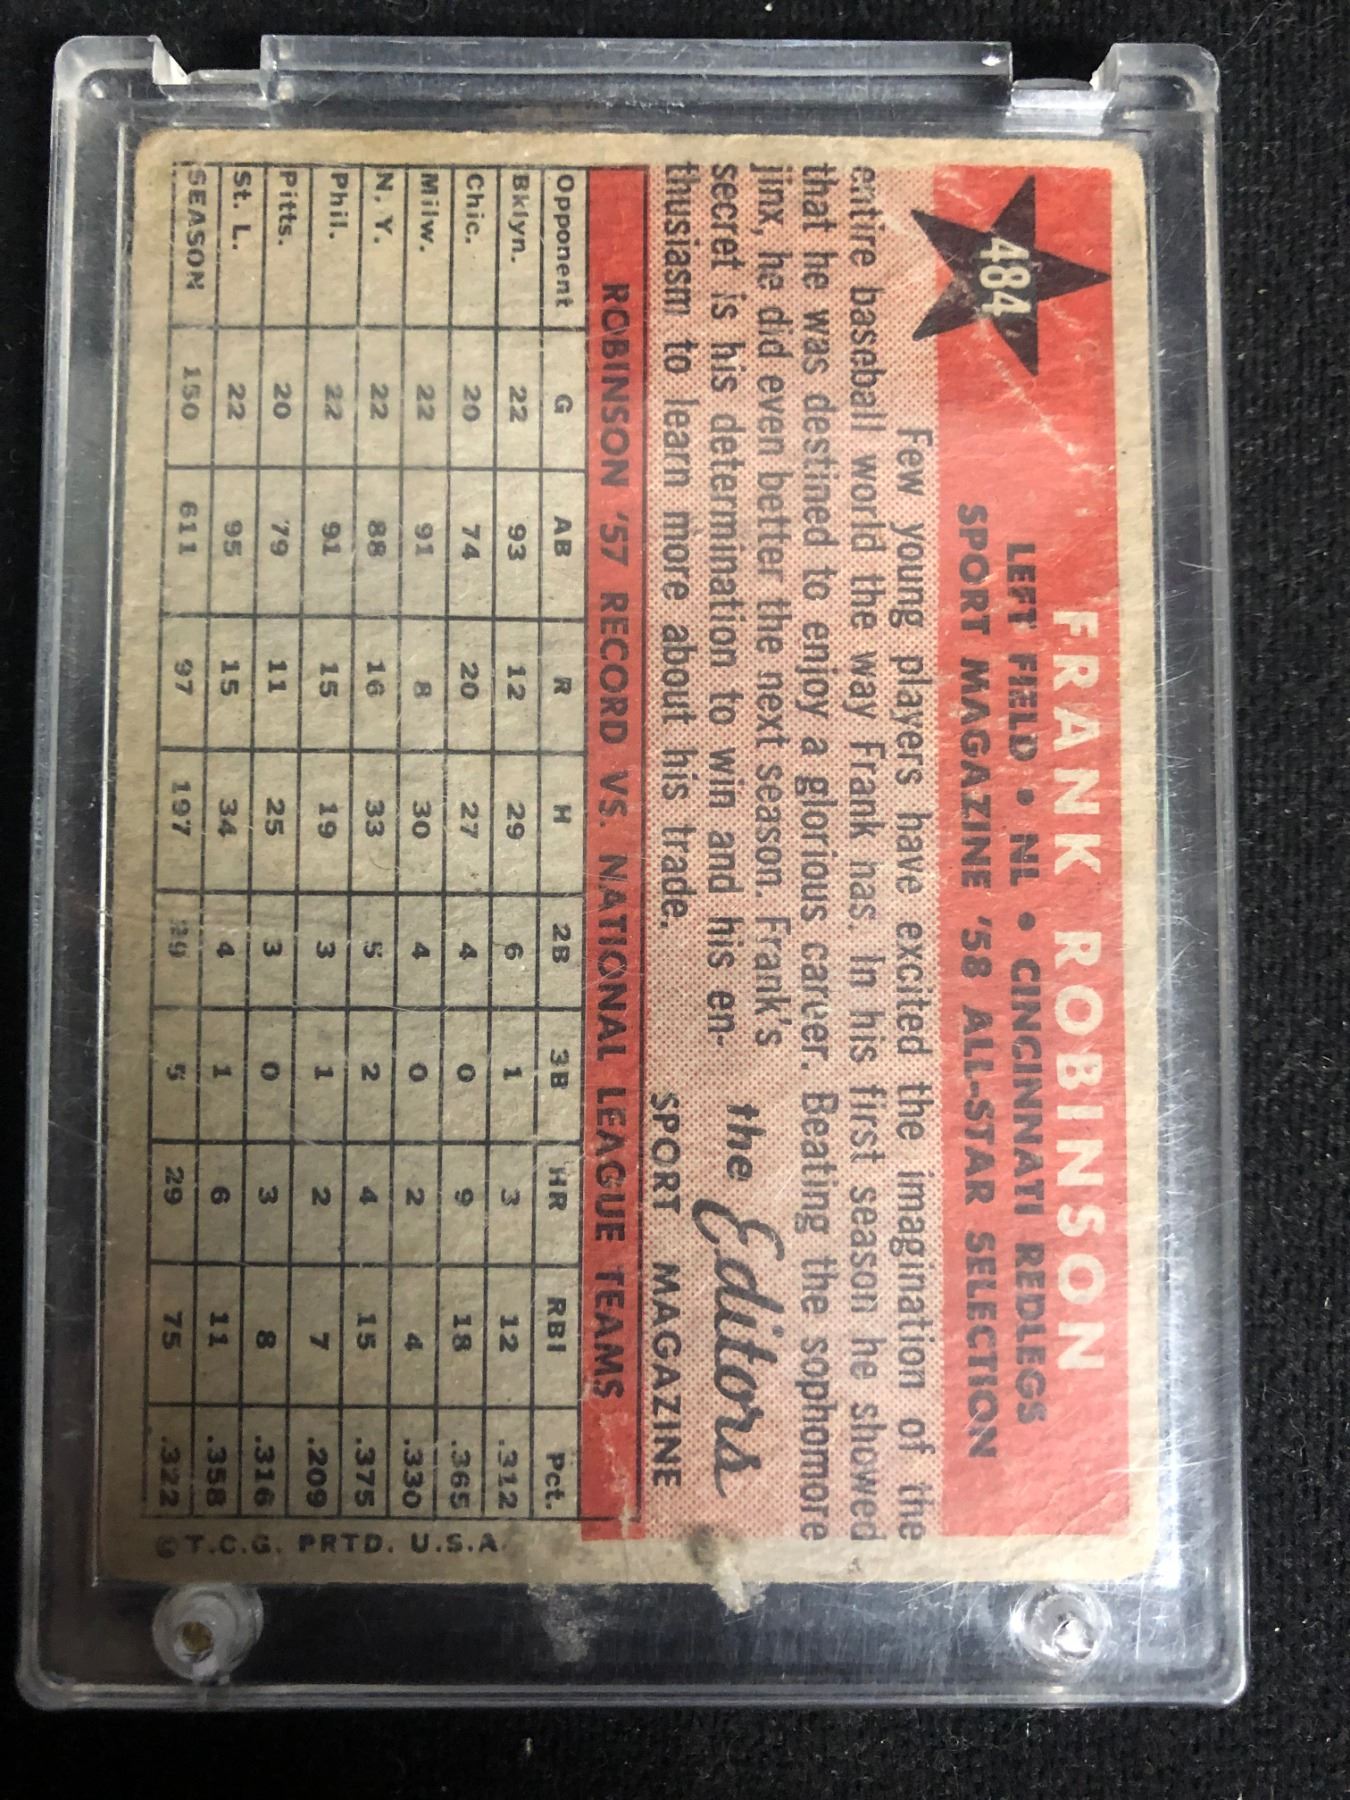 484
FRANK ROBINSON
LEFT FIELD • NL • CINCINNATI REDLEGS
SPORT MAGAZINE '58 ALL-STAR SELECTION
Few young players have excited the imagination of the
entire baseball world the way Frank has. In his first season he showed
that he was destined to enjoy a glorious career. Beating the sophomore
jinx, he did even better the next season. Frank's
secret is his determination to win and his en-
thusiasm to learn more about his trade.
the Editors
SPORT MAGAZINE
ROBINSON '57 RECORD VS. NATIONAL LEAGUE TEAMS
Opponent G AB R H 2B 3B HR RBI Pct.
Bklyn. 22 93 12 29 6 1 3 12 .312
Chic. 20 74 20 27 4 0 9 18 .365
Milw. 22 91 8 30 4 0 2 4 .330
N. Y. 22 88 16 33 5 2 4 15 .375
Phil. 22 91 15 19 3 1 2 7 .209
Pitts. 20 79 11 25 3 0 3 8 .316
St. L. 22 95 15 34 4 1 6 11 .358
SEASON 150 611 97 197 29 5 29 75 .322
© T.C.G. PRTD. U.S.A.